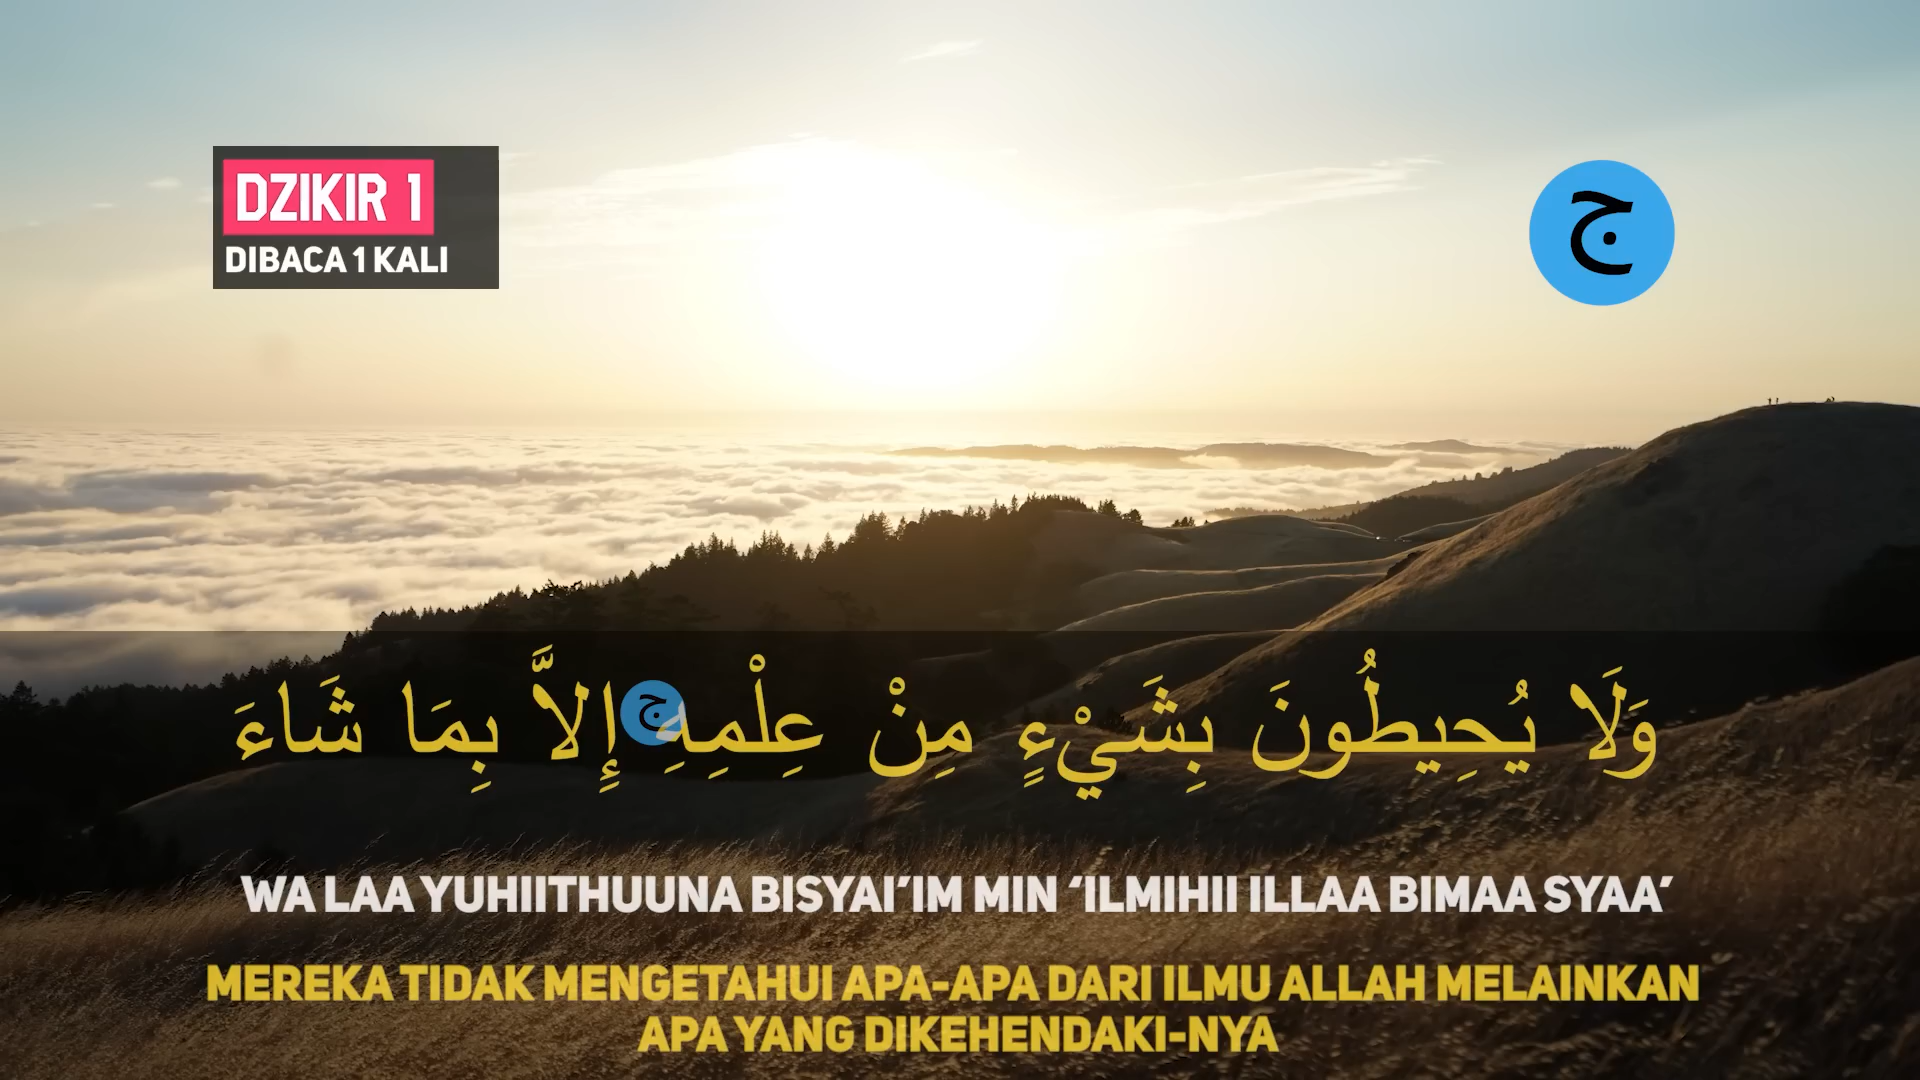 DZIKIR 1
DIBACA 1 KALI
ج
وَلَا يُحِيطُونَ بِشَيْءٍ مِنْ عِلْمِهِ ج إِلاَّ بِمَا شَاءَ
WA LAA YUHIITHUUNA BISYAI’IM MIN ‘ILMIHII ILLAA BIMAA SYAA’
MEREKA TIDAK MENGETAHUI APA-APA DARI ILMU ALLAH MELAINKAN
APA YANG DIKEHENDAKI-NYA